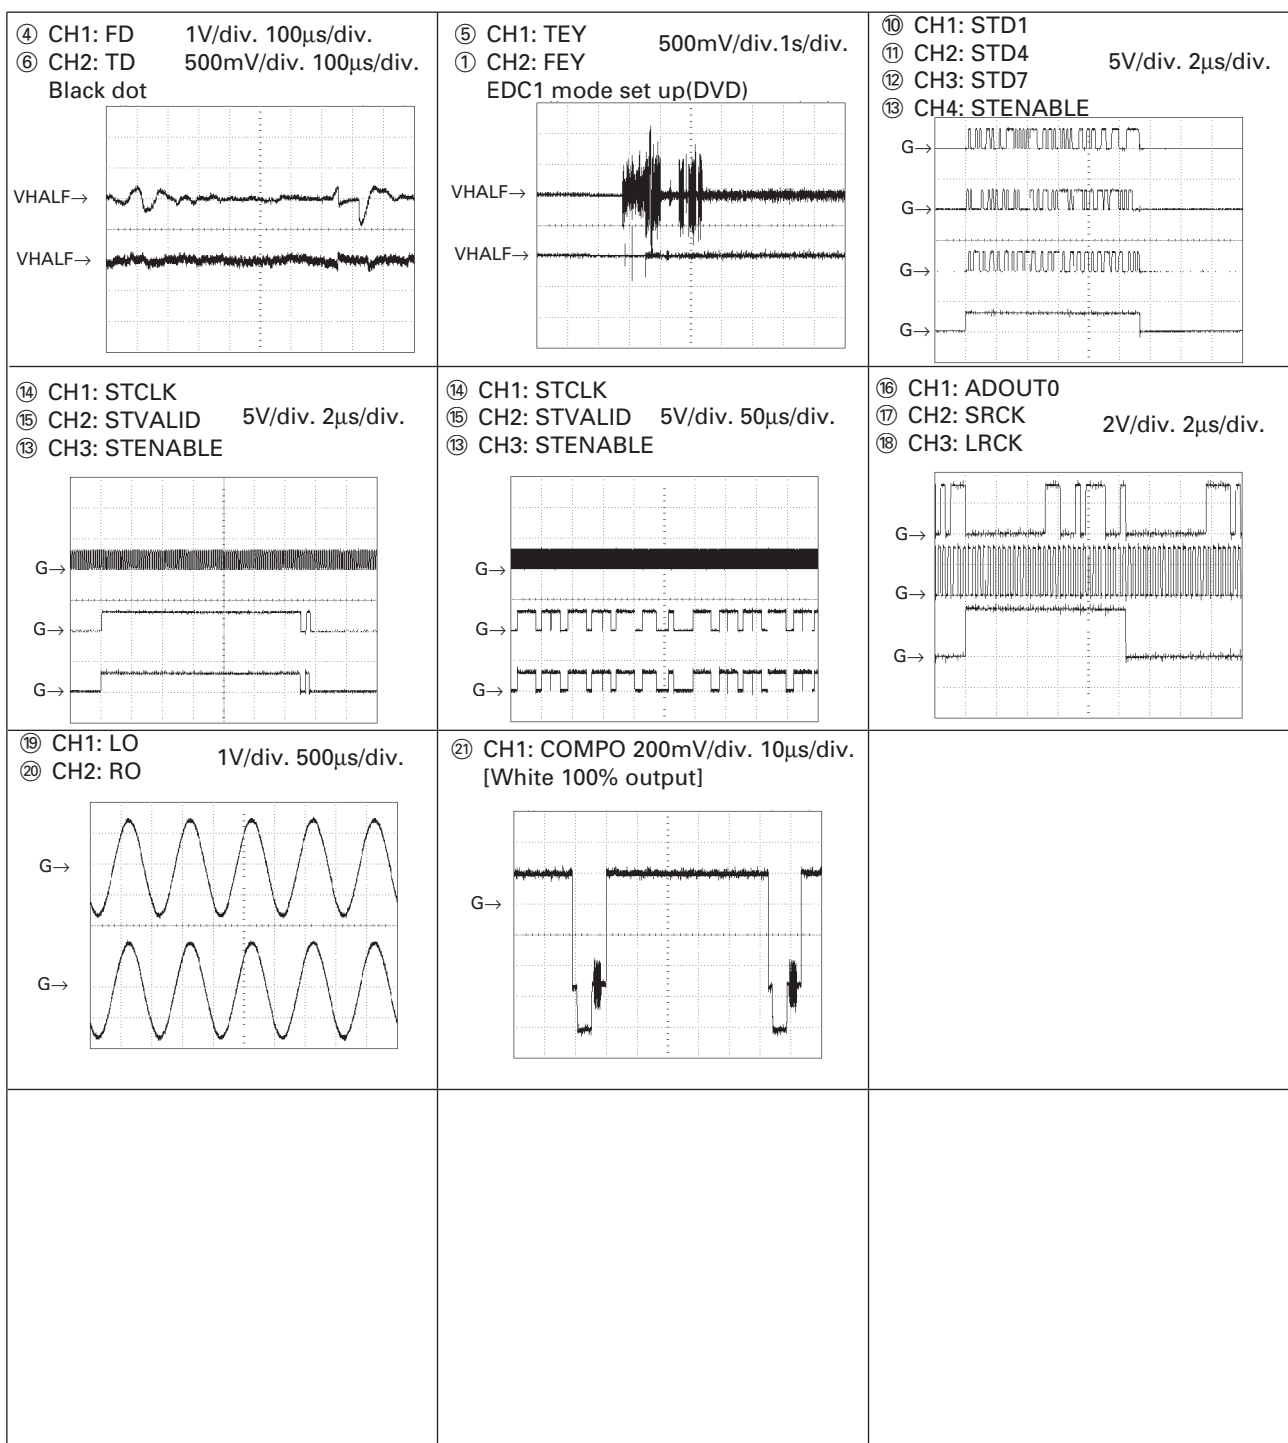 ④ CH1: FD 1V/div. 100μs/div.
⑥ CH2: TD 500mV/div. 100μs/div.
Black dot
VHALF→
VHALF→
⑤ CH1: TEY
① CH2: FEY
500mV/div.1s/div.
EDC1 mode set up(DVD)
VHALF→
VHALF→
⑩ CH1: STD1
⑪ CH2: STD4
⑫ CH3: STD7
⑬ CH4: STENABLE
5V/div. 2μs/div.
G→
G→
G→
G→
⑭ CH1: STCLK
⑮ CH2: STVALID
⑬ CH3: STENABLE
5V/div. 2μs/div.
G→
G→
G→
⑭ CH1: STCLK
⑮ CH2: STVALID 5V/div. 50μs/div.
⑬ CH3: STENABLE
G→
G→
G→
⑯ CH1: ADOUT0
⑰ CH2: SRCK
⑱ CH3: LRCK
2V/div. 2μs/div.
G→
G→
G→
⑲ CH1: LO
⑳ CH2: RO
1V/div. 500μs/div.
G→
G→
㉑ CH1: COMPO 200mV/div. 10μs/div.
[White 100% output]
G→